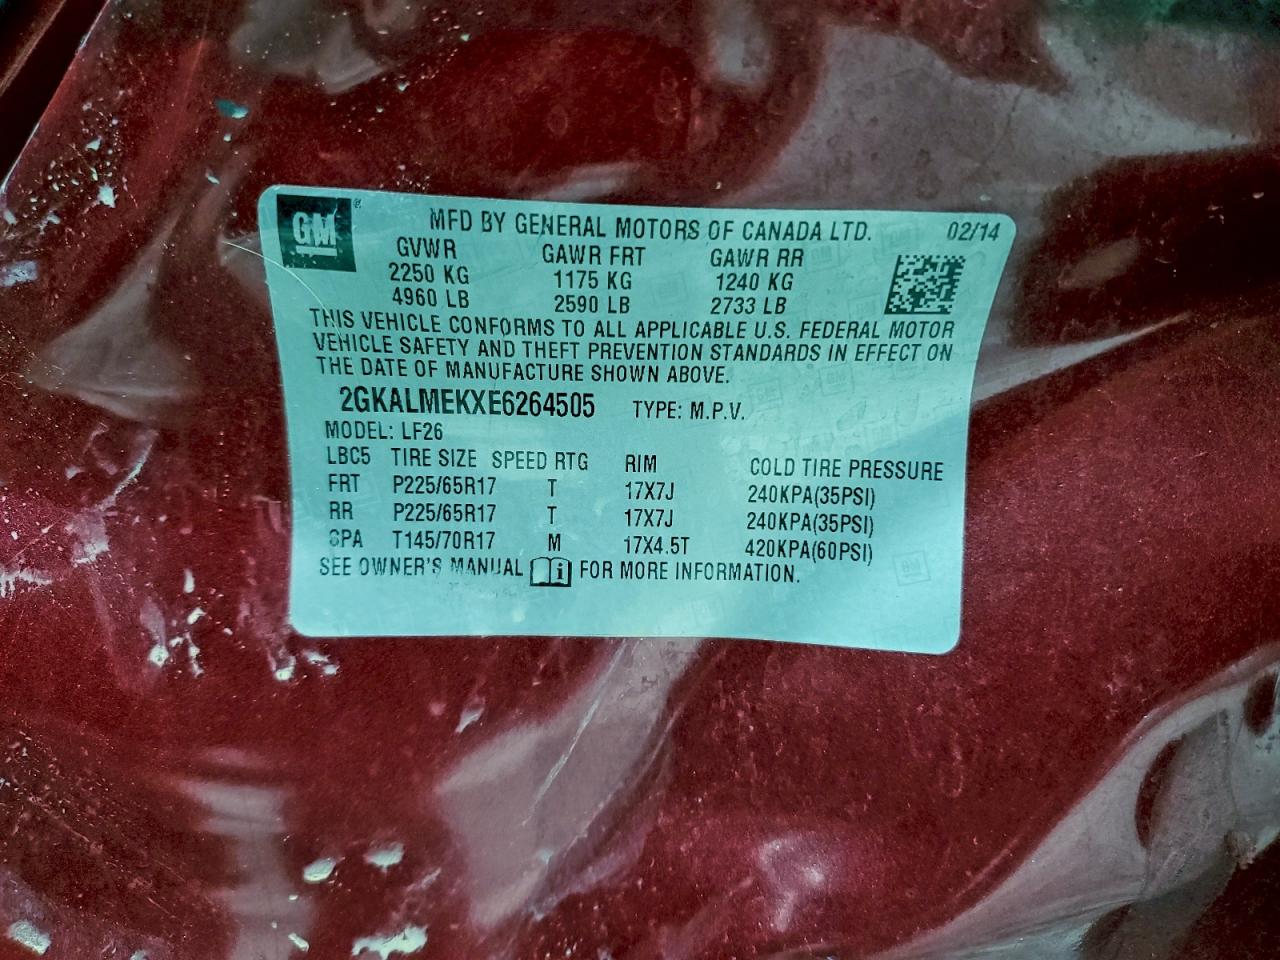 GM ® MFD BY GENERAL MOTORS OF CANADA LTD. 02/14
GVWR GAWR FRT GAWR RR
2250 KG 1175 KG 1240 KG
4960 LB 2590 LB 2733 LB
THIS VEHICLE CONFORMS TO ALL APPLICABLE U.S. FEDERAL MOTOR
VEHICLE SAFETY AND THEFT PREVENTION STANDARDS IN EFFECT ON
THE DATE OF MANUFACTURE SHOWN ABOVE.
2GKALMEKXE6264505 TYPE: M.P.V.
MODEL: LF26
LBC5 TIRE SIZE SPEED RTG RIM COLD TIRE PRESSURE
FRT P225/65R17 T 17X7J 240KPA(35PSI)
RR P225/65R17 T 17X7J 240KPA(35PSI)
SPA T145/70R17 M 17X4.5T 420KPA(60PSI)
SEE OWNER'S MANUAL i FOR MORE INFORMATION.